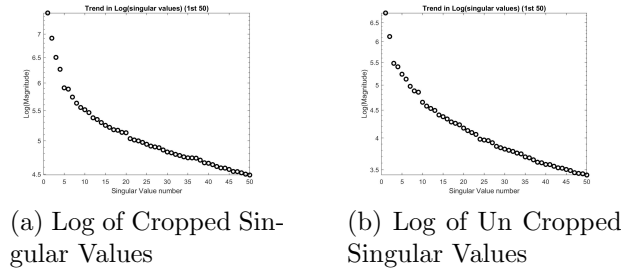 Trend in Log(singular values) (1st 50)
7
6.5
6
5.5
5
4.5
Log(Magnitude)
0 5 10 15 20 25 30 35 40 45 50
Singular Value number
(a) Log of Cropped Sin-
gular Values
Trend in Log(singular values) (1st 50)
6.5
6
5.5
5
4.5
4
3.5
Log(Magnitude)
0 5 10 15 20 25 30 35 40 45 50
Singular Value number
(b) Log of Un Cropped
Singular Values